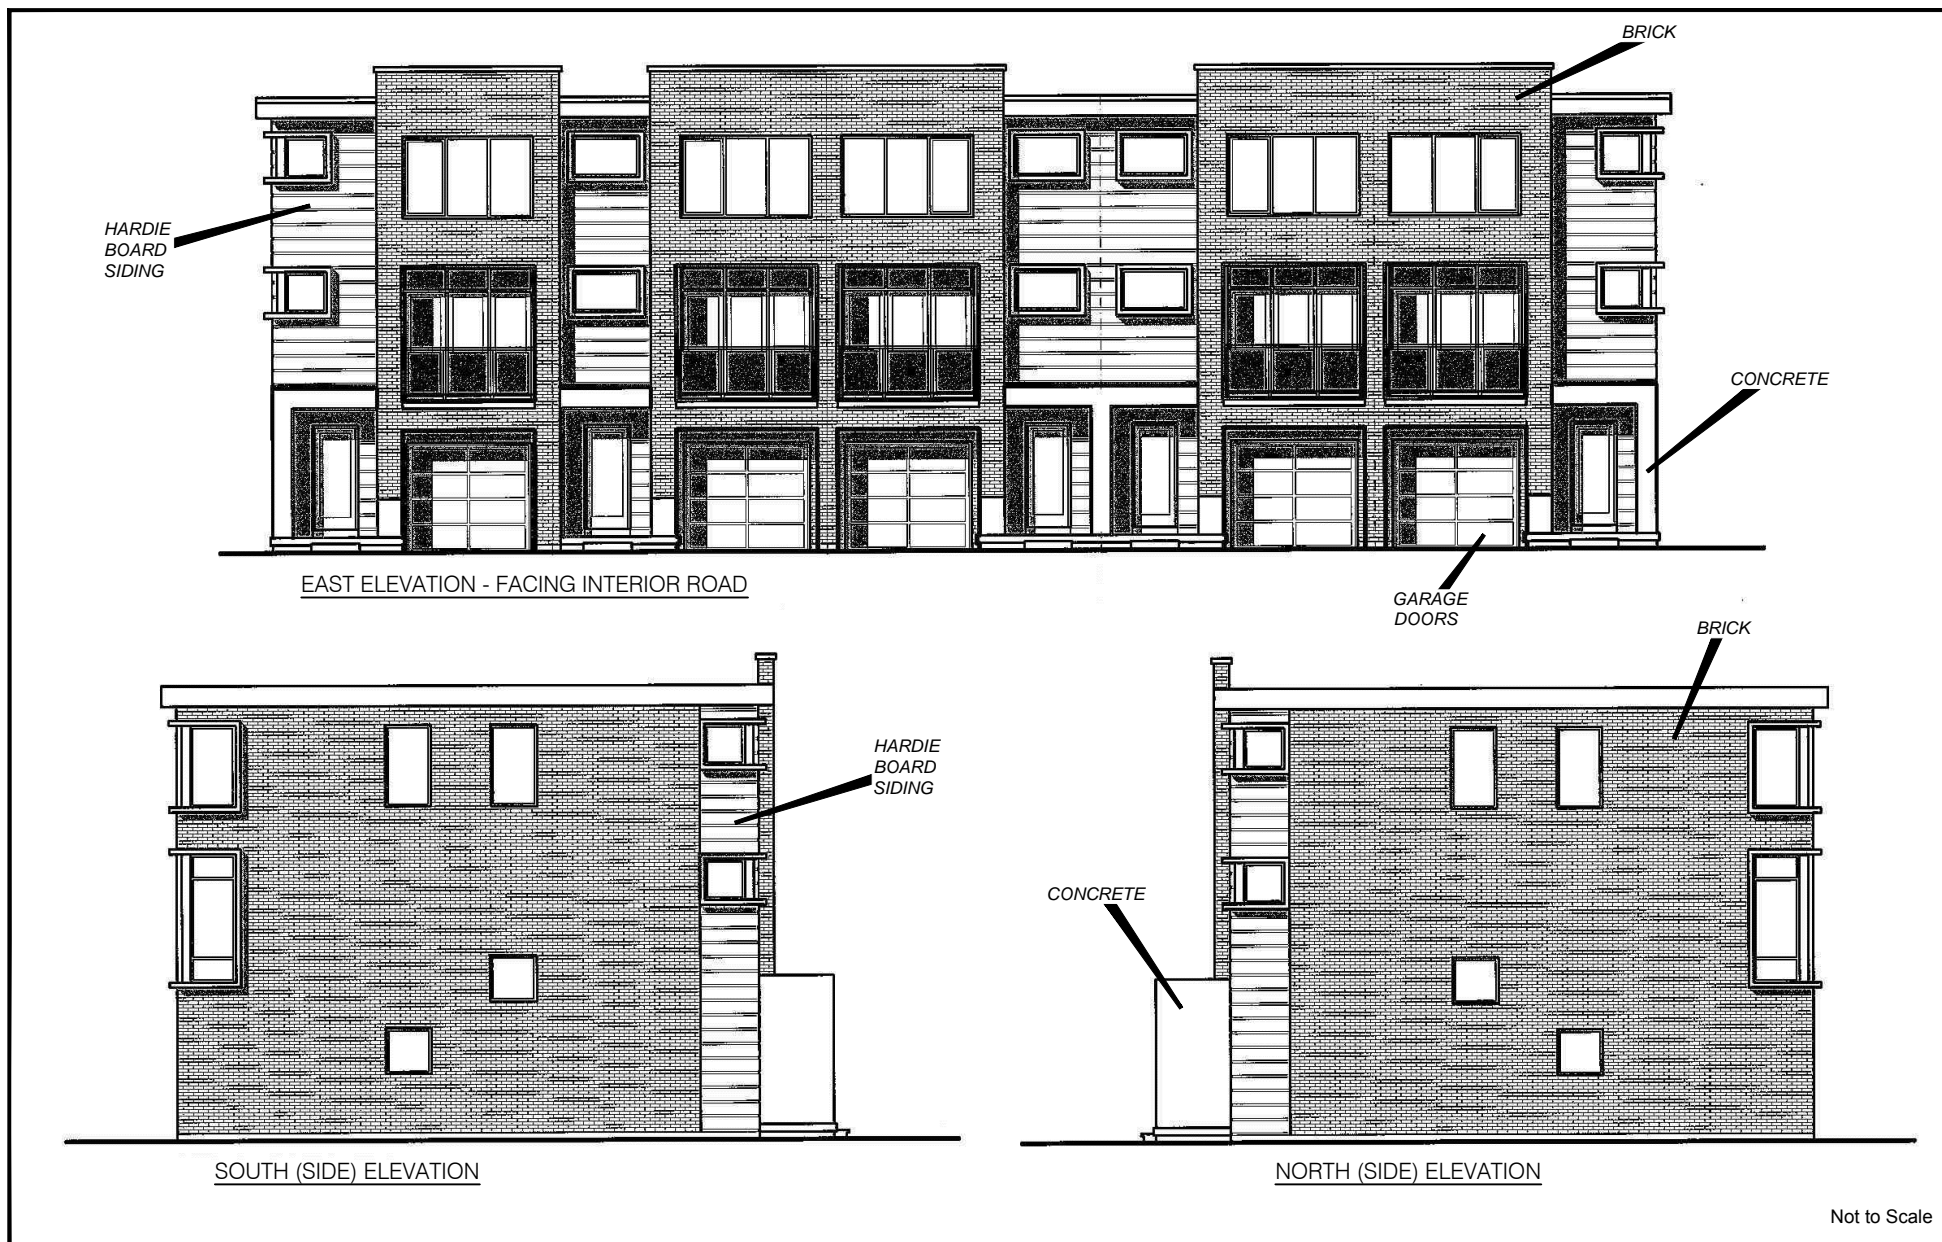 BRICK
HARDIE
BOARD
SIDING
CONCRETE
EAST ELEVATION - FACING INTERIOR ROAD
GARAGE
DOORS
BRICK
HARDIE
BOARD
SIDING
CONCRETE
SOUTH (SIDE) ELEVATION
NORTH (SIDE) ELEVATION
Not to Scale